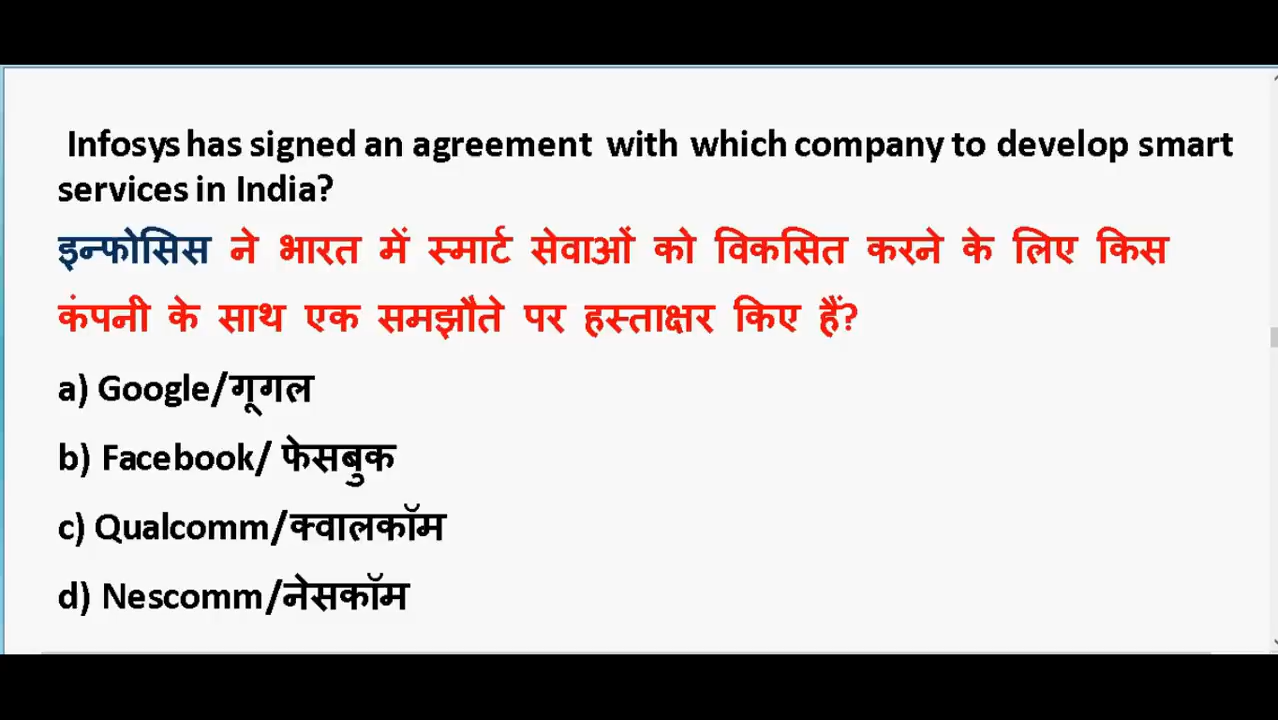 Infosys has signed an agreement with which company to develop smart
services in India?
इन्फोसिस ने भारत में स्मार्ट सेवाओं को विकसित करने के लिए किस
कंपनी के साथ एक समझौते पर हस्ताक्षर किए हैं?
a) Google/गूगल
b) Facebook/ फेसबुक
c) Qualcomm/क्वालकॉम
d) Nescomm/नेसकॉम